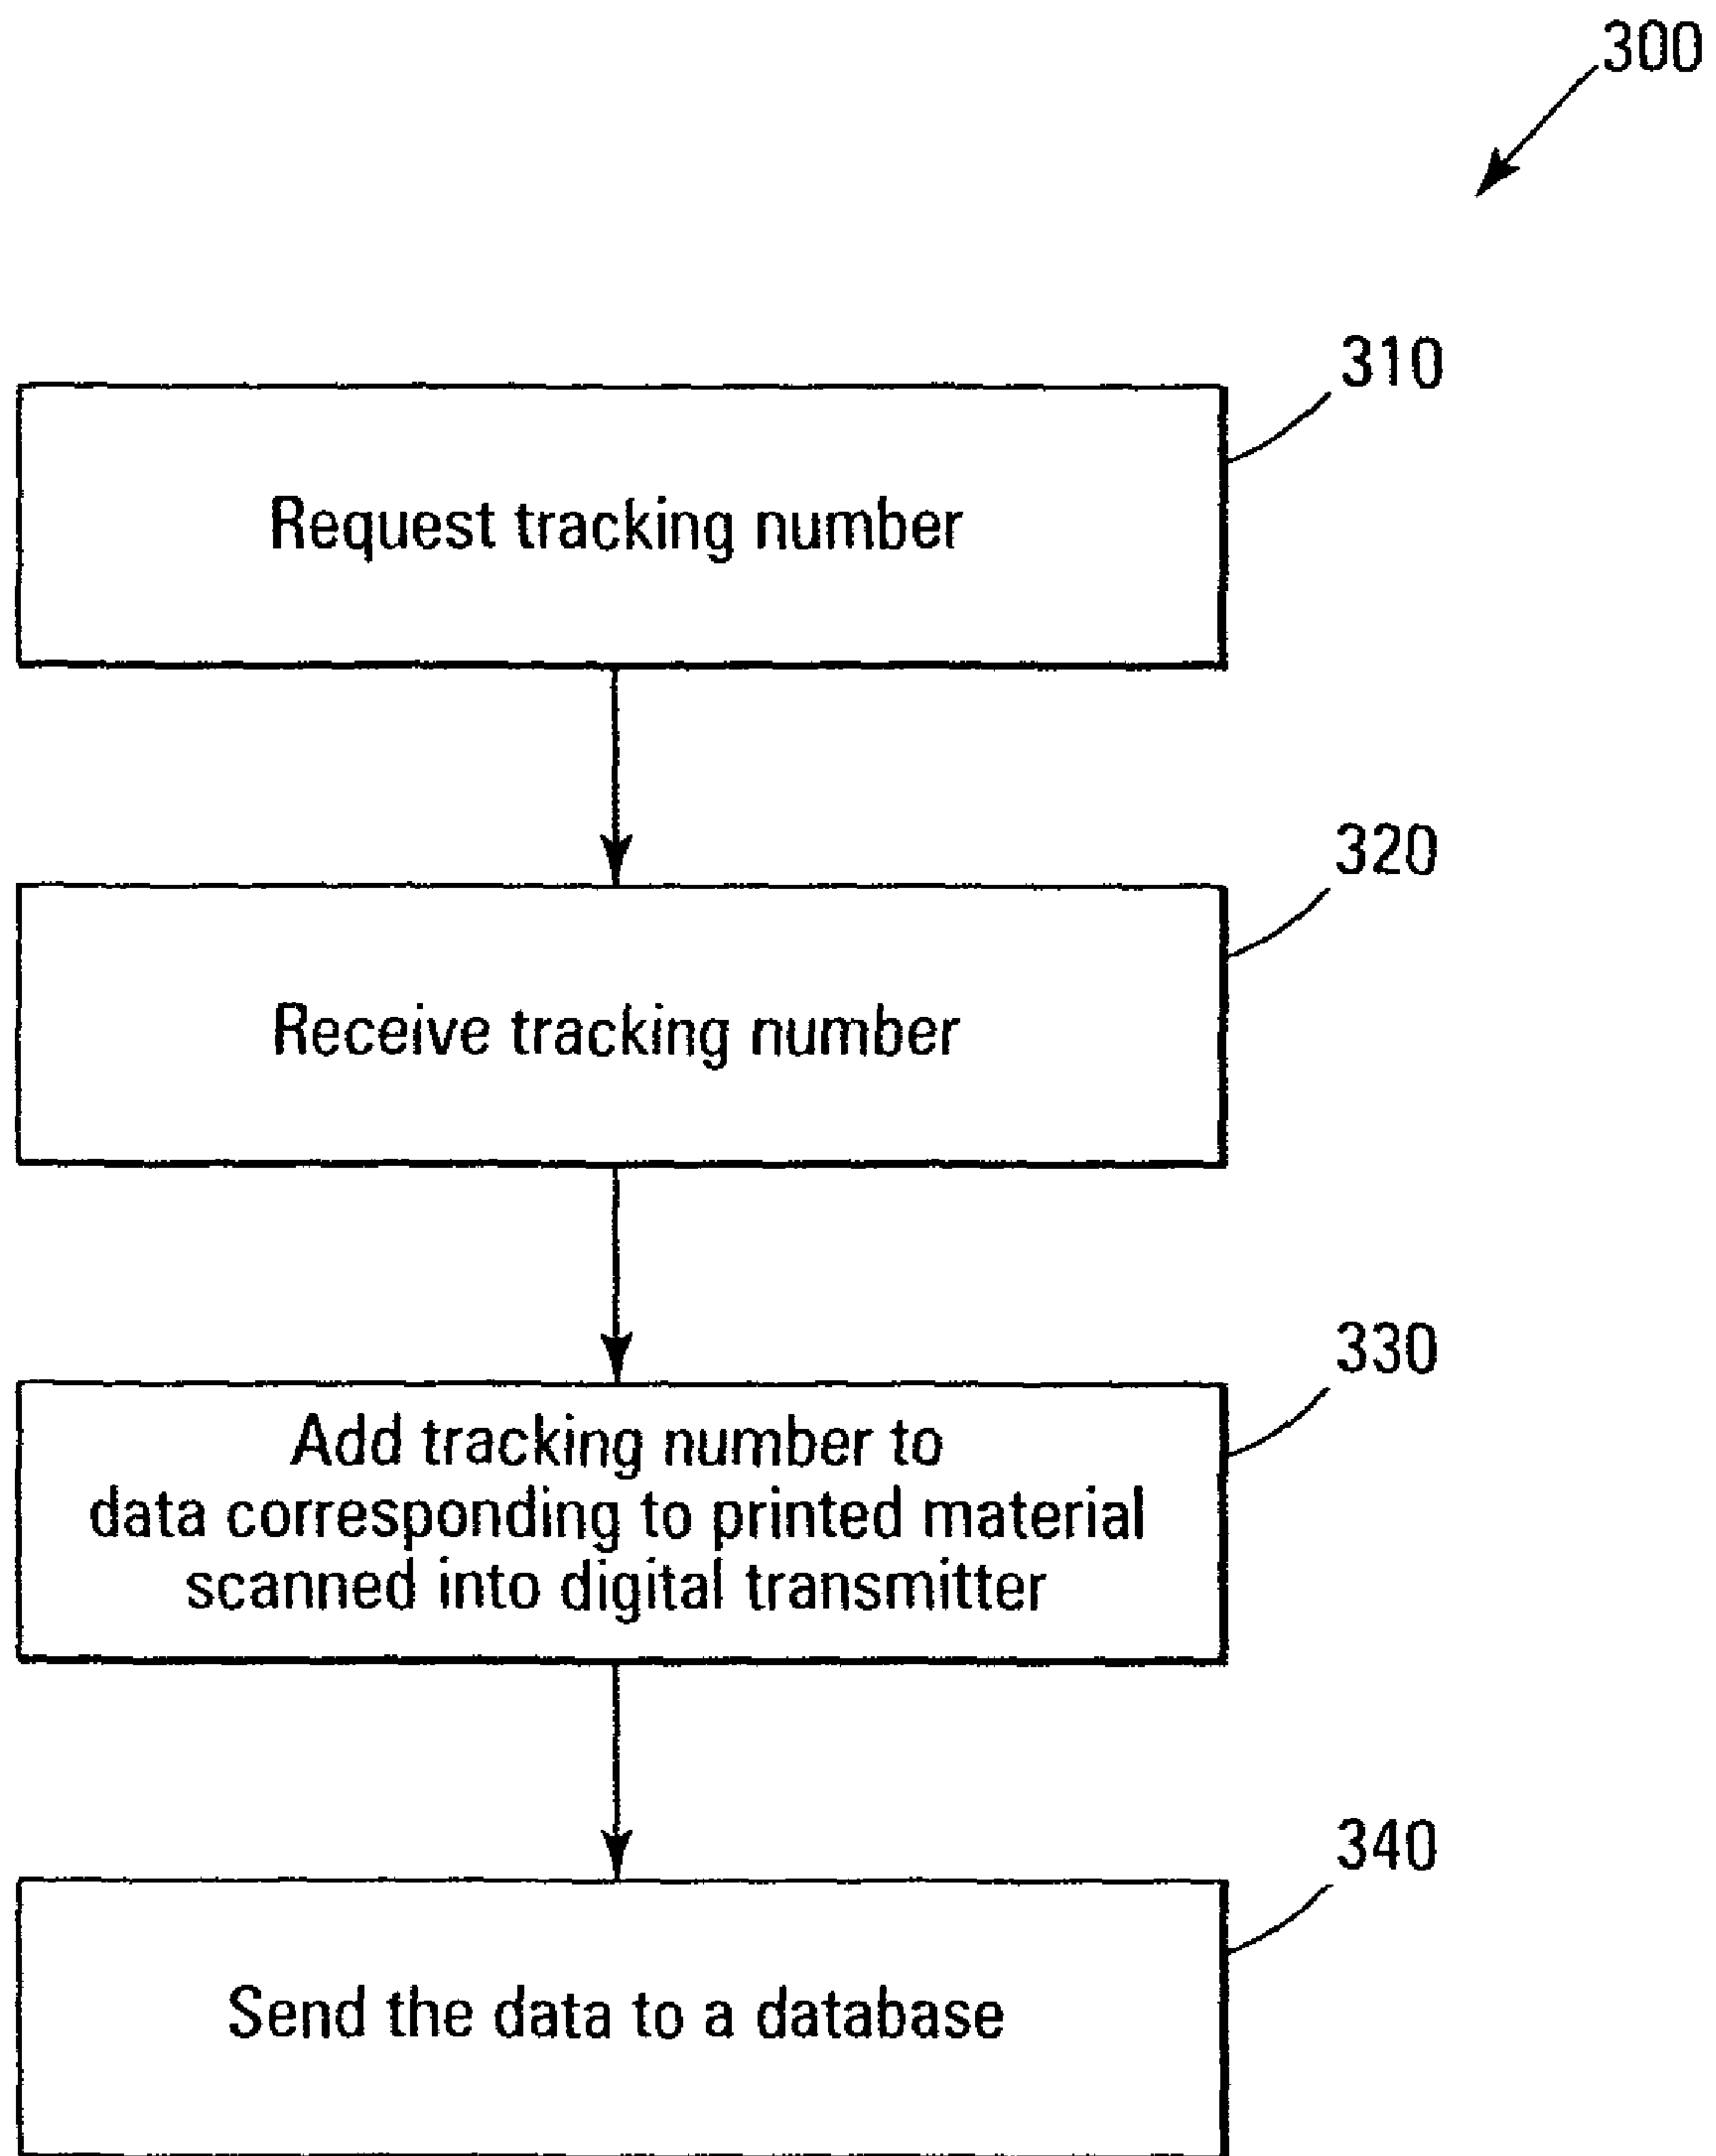 300
310
Request tracking number
320
Receive tracking number
330
Add tracking number to
data corresponding to printed material
scanned into digital transmitter
340
Send the data to a database